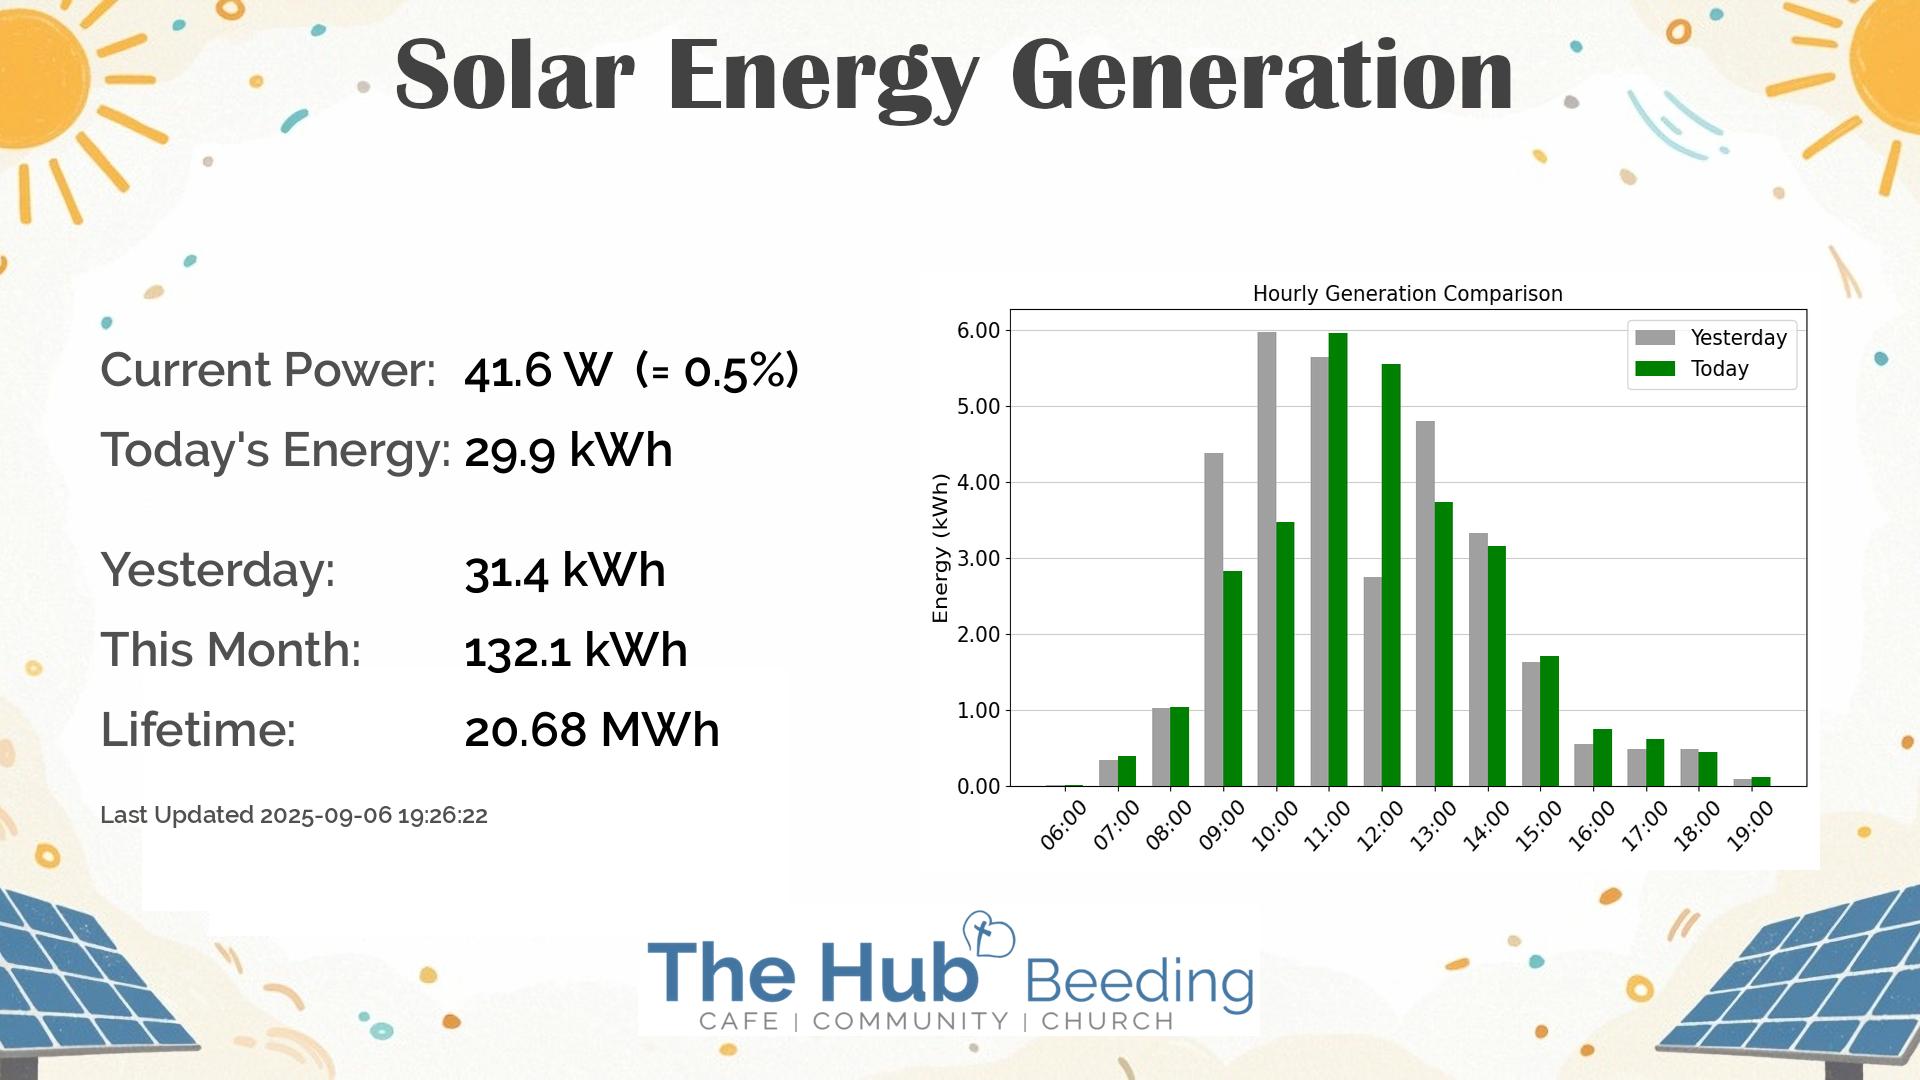 Solar Energy Generation
Current Power: 41.6 W (= 0.5%)
Today's Energy: 29.9 kWh
Yesterday: 31.4 kWh
This Month: 132.1 kWh
Lifetime: 20.68 MWh
Last Updated 2025-09-06 19:26:22
Hourly Generation Comparison
Yesterday
Today
Energy (kWh)
6.00
5.00
4.00
3.00
2.00
1.00
0.00
06:00 07:00 08:00 09:00 10:00 11:00 12:00 13:00 14:00 15:00 16:00 17:00 18:00 19:00
The Hub Beeding
CAFE | COMMUNITY | CHURCH